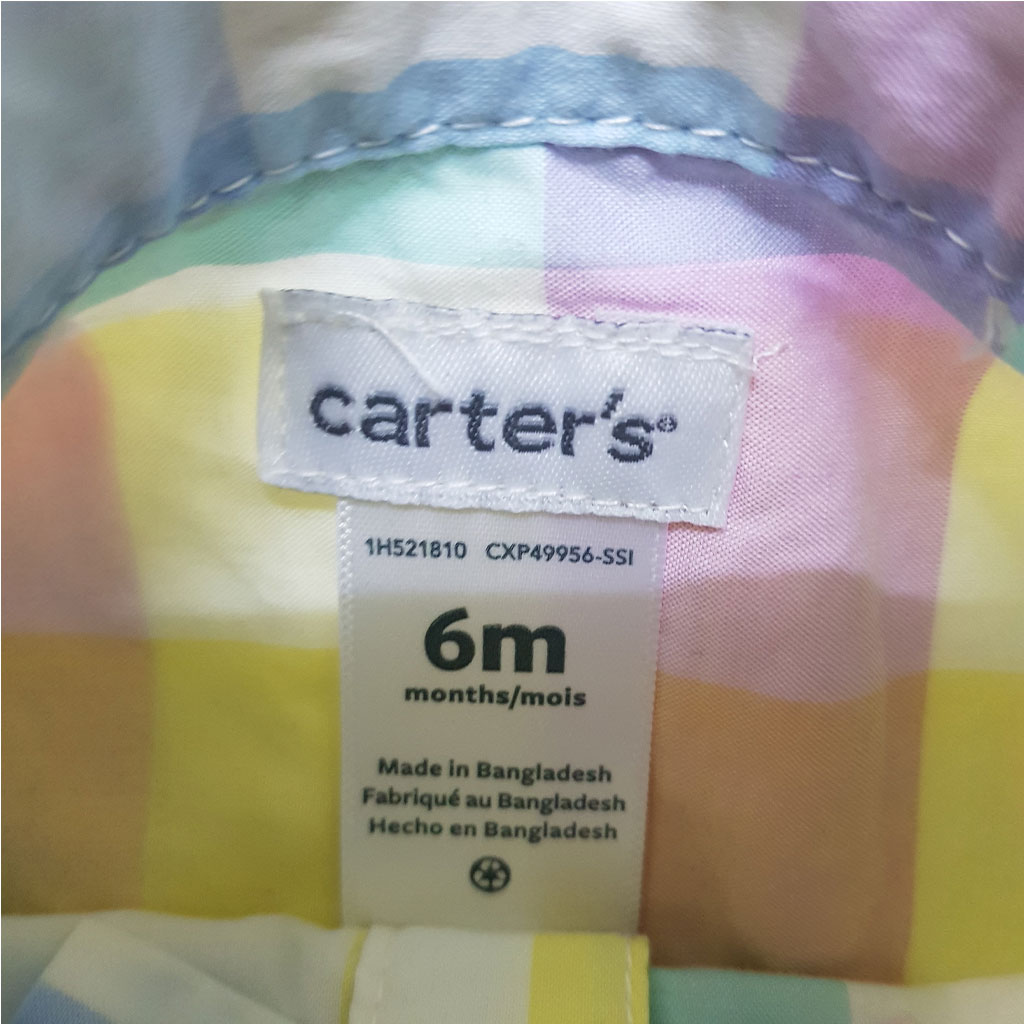 carter's®
1H521810 CXP49956-SSI
6m
months/mois
Made in Bangladesh
Fabriqué au Bangladesh
Hecho en Bangladesh